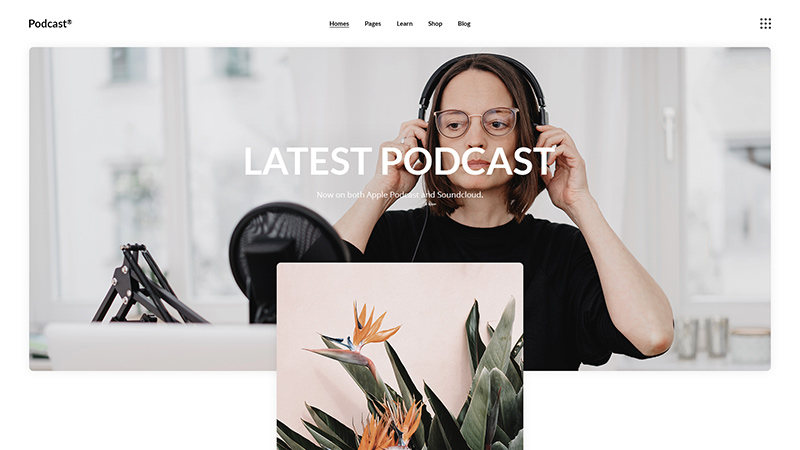 Podcast®
Homes Pages Learn Shop Blog
LATEST PODCAST
Now on both Apple Podcast and Soundcloud.